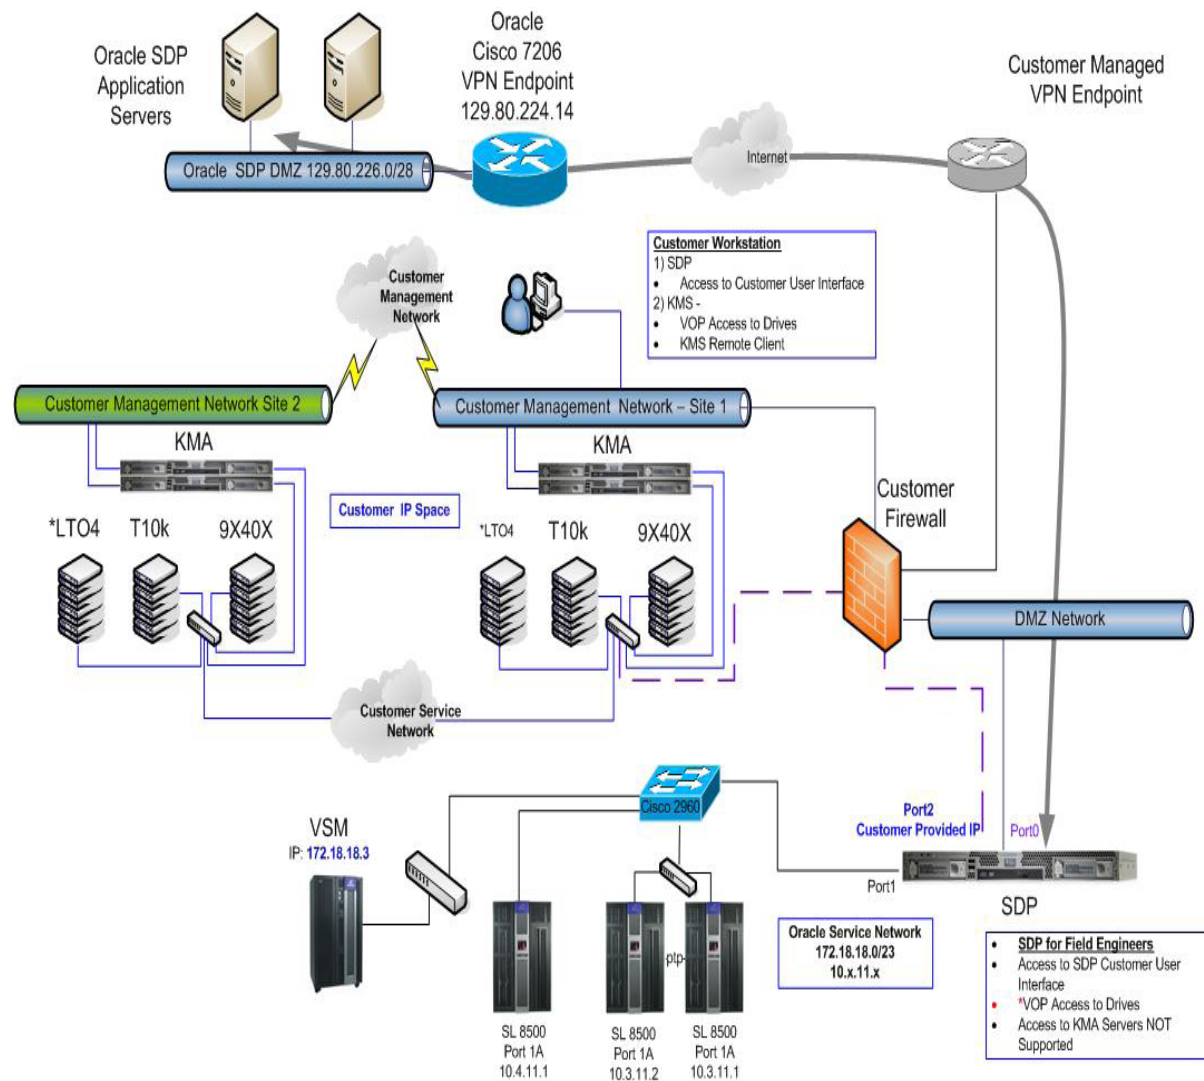 Oracle SDP
Application
Servers
Oracle
Cisco 7206
VPN Endpoint
129.80.224.14
Customer Managed
VPN Endpoint
Internet
Oracle SDP DMZ 129.80.226.0/28
Customer Workstation
1) SDP
• Access to Customer User Interface
2) KMS -
• VOP Access to Drives
• KMS Remote Client
Customer
Management
Network
Customer Management Network Site 2
Customer Management Network – Site 1
KMA
KMA
Customer IP Space
Customer
Firewall
*LTO4
T10k
9X40X
*LTO4
T10k
9X40X
DMZ Network
Customer Service
Network
Cisco 2960
Port2
Customer Provided IP
Port0
VSM
IP: 172.18.18.3
Port1
SDP
ptp
Oracle Service Network
172.18.18.0/23
10.x.11.x
• SDP for Field Engineers
• Access to SDP Customer User
Interface
• *VOP Access to Drives
• Access to KMA Servers NOT
Supported
SL 8500
Port 1A
10.4.11.1
SL 8500
Port 1A
10.3.11.2
SL 8500
Port 1A
10.3.11.1